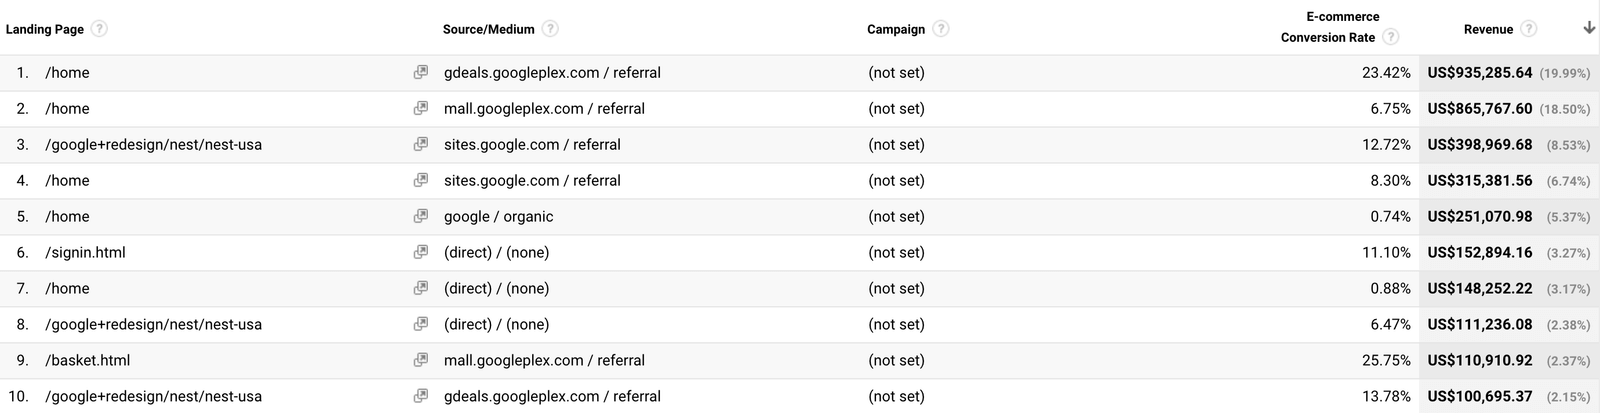 Landing Page ? Source/Medium ? Campaign ? E-commerce Conversion Rate ? Revenue ?
1. /home gdeals.googleplex.com / referral (not set) 23.42% US$935,285.64 (19.99%)
2. /home mall.googleplex.com / referral (not set) 6.75% US$865,767.60 (18.50%)
3. /google+redesign/nest/nest-usa sites.google.com / referral (not set) 12.72% US$398,969.68 (8.53%)
4. /home sites.google.com / referral (not set) 8.30% US$315,381.56 (6.74%)
5. /home google / organic (not set) 0.74% US$251,070.98 (5.37%)
6. /signin.html (direct) / (none) (not set) 11.10% US$152,894.16 (3.27%)
7. /home (direct) / (none) (not set) 0.88% US$148,252.22 (3.17%)
8. /google+redesign/nest/nest-usa (direct) / (none) (not set) 6.47% US$111,236.08 (2.38%)
9. /basket.html mall.googleplex.com / referral (not set) 25.75% US$110,910.92 (2.37%)
10. /google+redesign/nest/nest-usa gdeals.googleplex.com / referral (not set) 13.78% US$100,695.37 (2.15%)